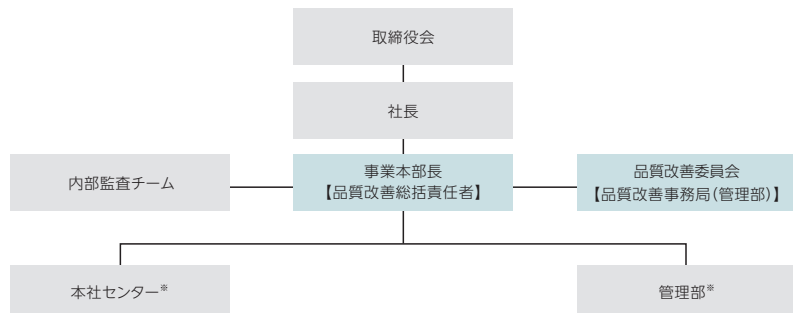 取締役会
社長
内部監査チーム
事業本部長
【品質改善総括責任者】
品質改善委員会
【品質改善事務局(管理部)】
本社センター※
管理部※